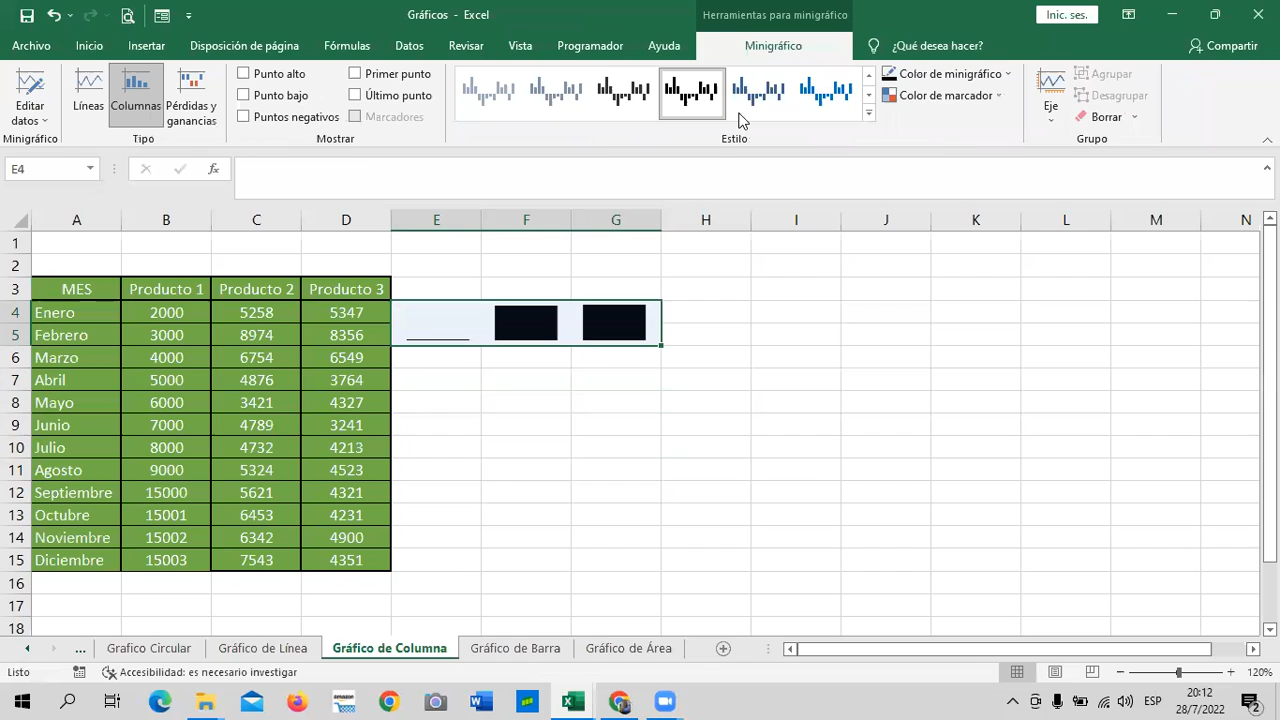 Gráficos - Excel
Herramientas para minigráfico
Inic. ses.
Archivo Inicio Insertar Disposición de página Fórmulas Datos Revisar Vista Programador Ayuda Minigráfico ¿Qué desea hacer? Compartir
Editar datos
Líneas
Columnas
Pérdidas y ganancias
Punto alto
Punto bajo
Puntos negativos
Primer punto
Último punto
Marcadores
Color de minigráfico
Color de marcador
Eje
Agrupar
Desagrupar
Borrar
Minigráfico Tipo Mostrar Estilo Grupo
E4
fx
A B C D E F G H I J K L M N
1
2
3 MES Producto 1 Producto 2 Producto 3
4 Enero 2000 5258 5347
5 Febrero 3000 8974 8356
6 Marzo 4000 6754 6549
7 Abril 5000 4876 3764
8 Mayo 6000 3421 4327
9 Junio 7000 4789 3241
10 Julio 8000 4732 4213
11 Agosto 9000 5324 4523
12 Septiembre 15000 5621 4321
13 Octubre 15001 6453 4231
14 Noviembre 15002 6342 4900
15 Diciembre 15003 7543 4351
16
17
18
... Grafico Circular Gráfico de Línea Gráfico de Columna Gráfico de Barra Gráfico de Área
Listo Accesibilidad: es necesario investigar 120%
ESP
20:12
28/7/2022
2